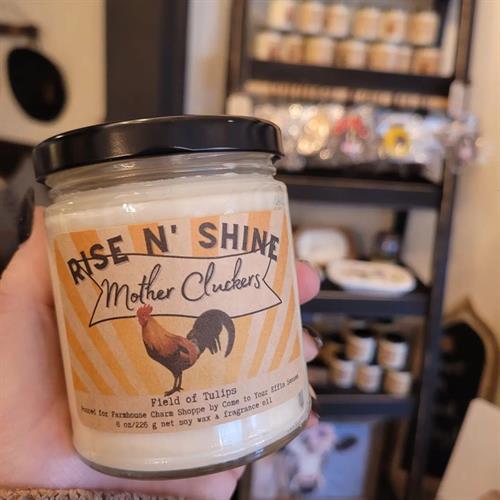 RISE N' SHINE
Mother Cluckers
Field of Tulips
Poured for Farmhouse Charm Shoppe by Come to Your Effin Senses
8 oz/226 g net soy wax & fragrance oil